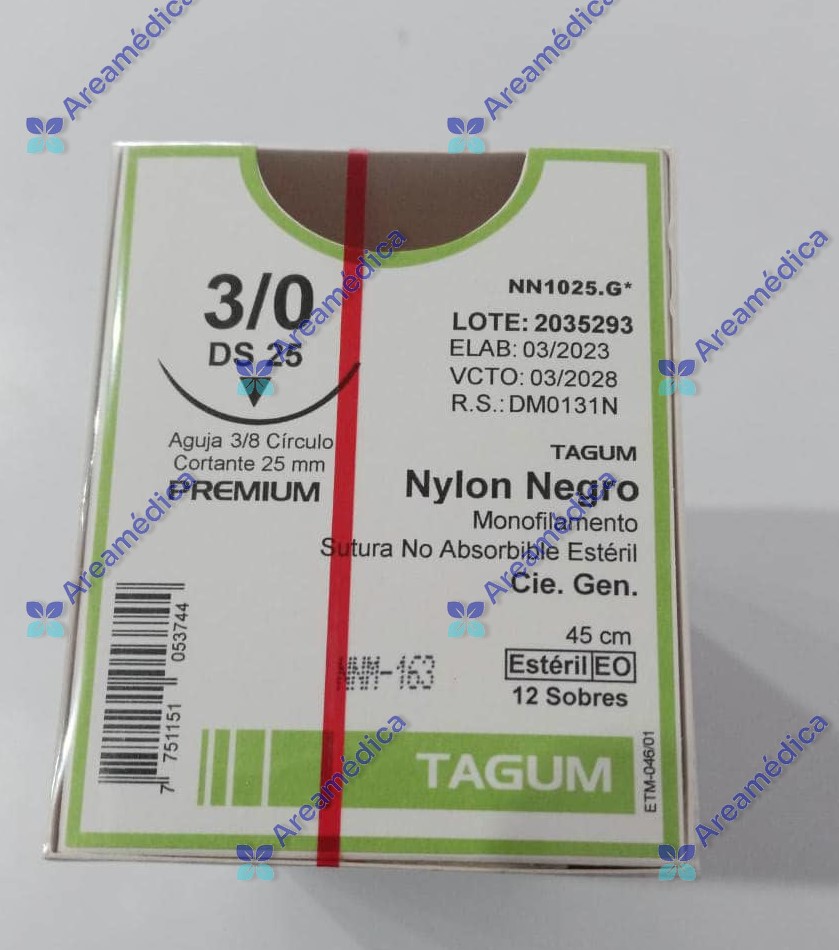 3/0
DS 25
Aguja 3/8 Círculo
Cortante 25 mm
PREMIUM
NN1025.G*
LOTE: 2035293
ELAB: 03/2023
VCTO: 03/2028
R.S.: DM0131N
TAGUM
Nylon Negro
Monofilamento
Sutura No Absorbible Estéril
Cie. Gen.
45 cm
Estéril EO
12 Sobres
NNM-163
7 751151 053744
TAGUM
ETM-046/01
Areamédica
Areamédica
Areamédica
Areamédica
Areamédica
Areamédica
Areamédica
Areamédica